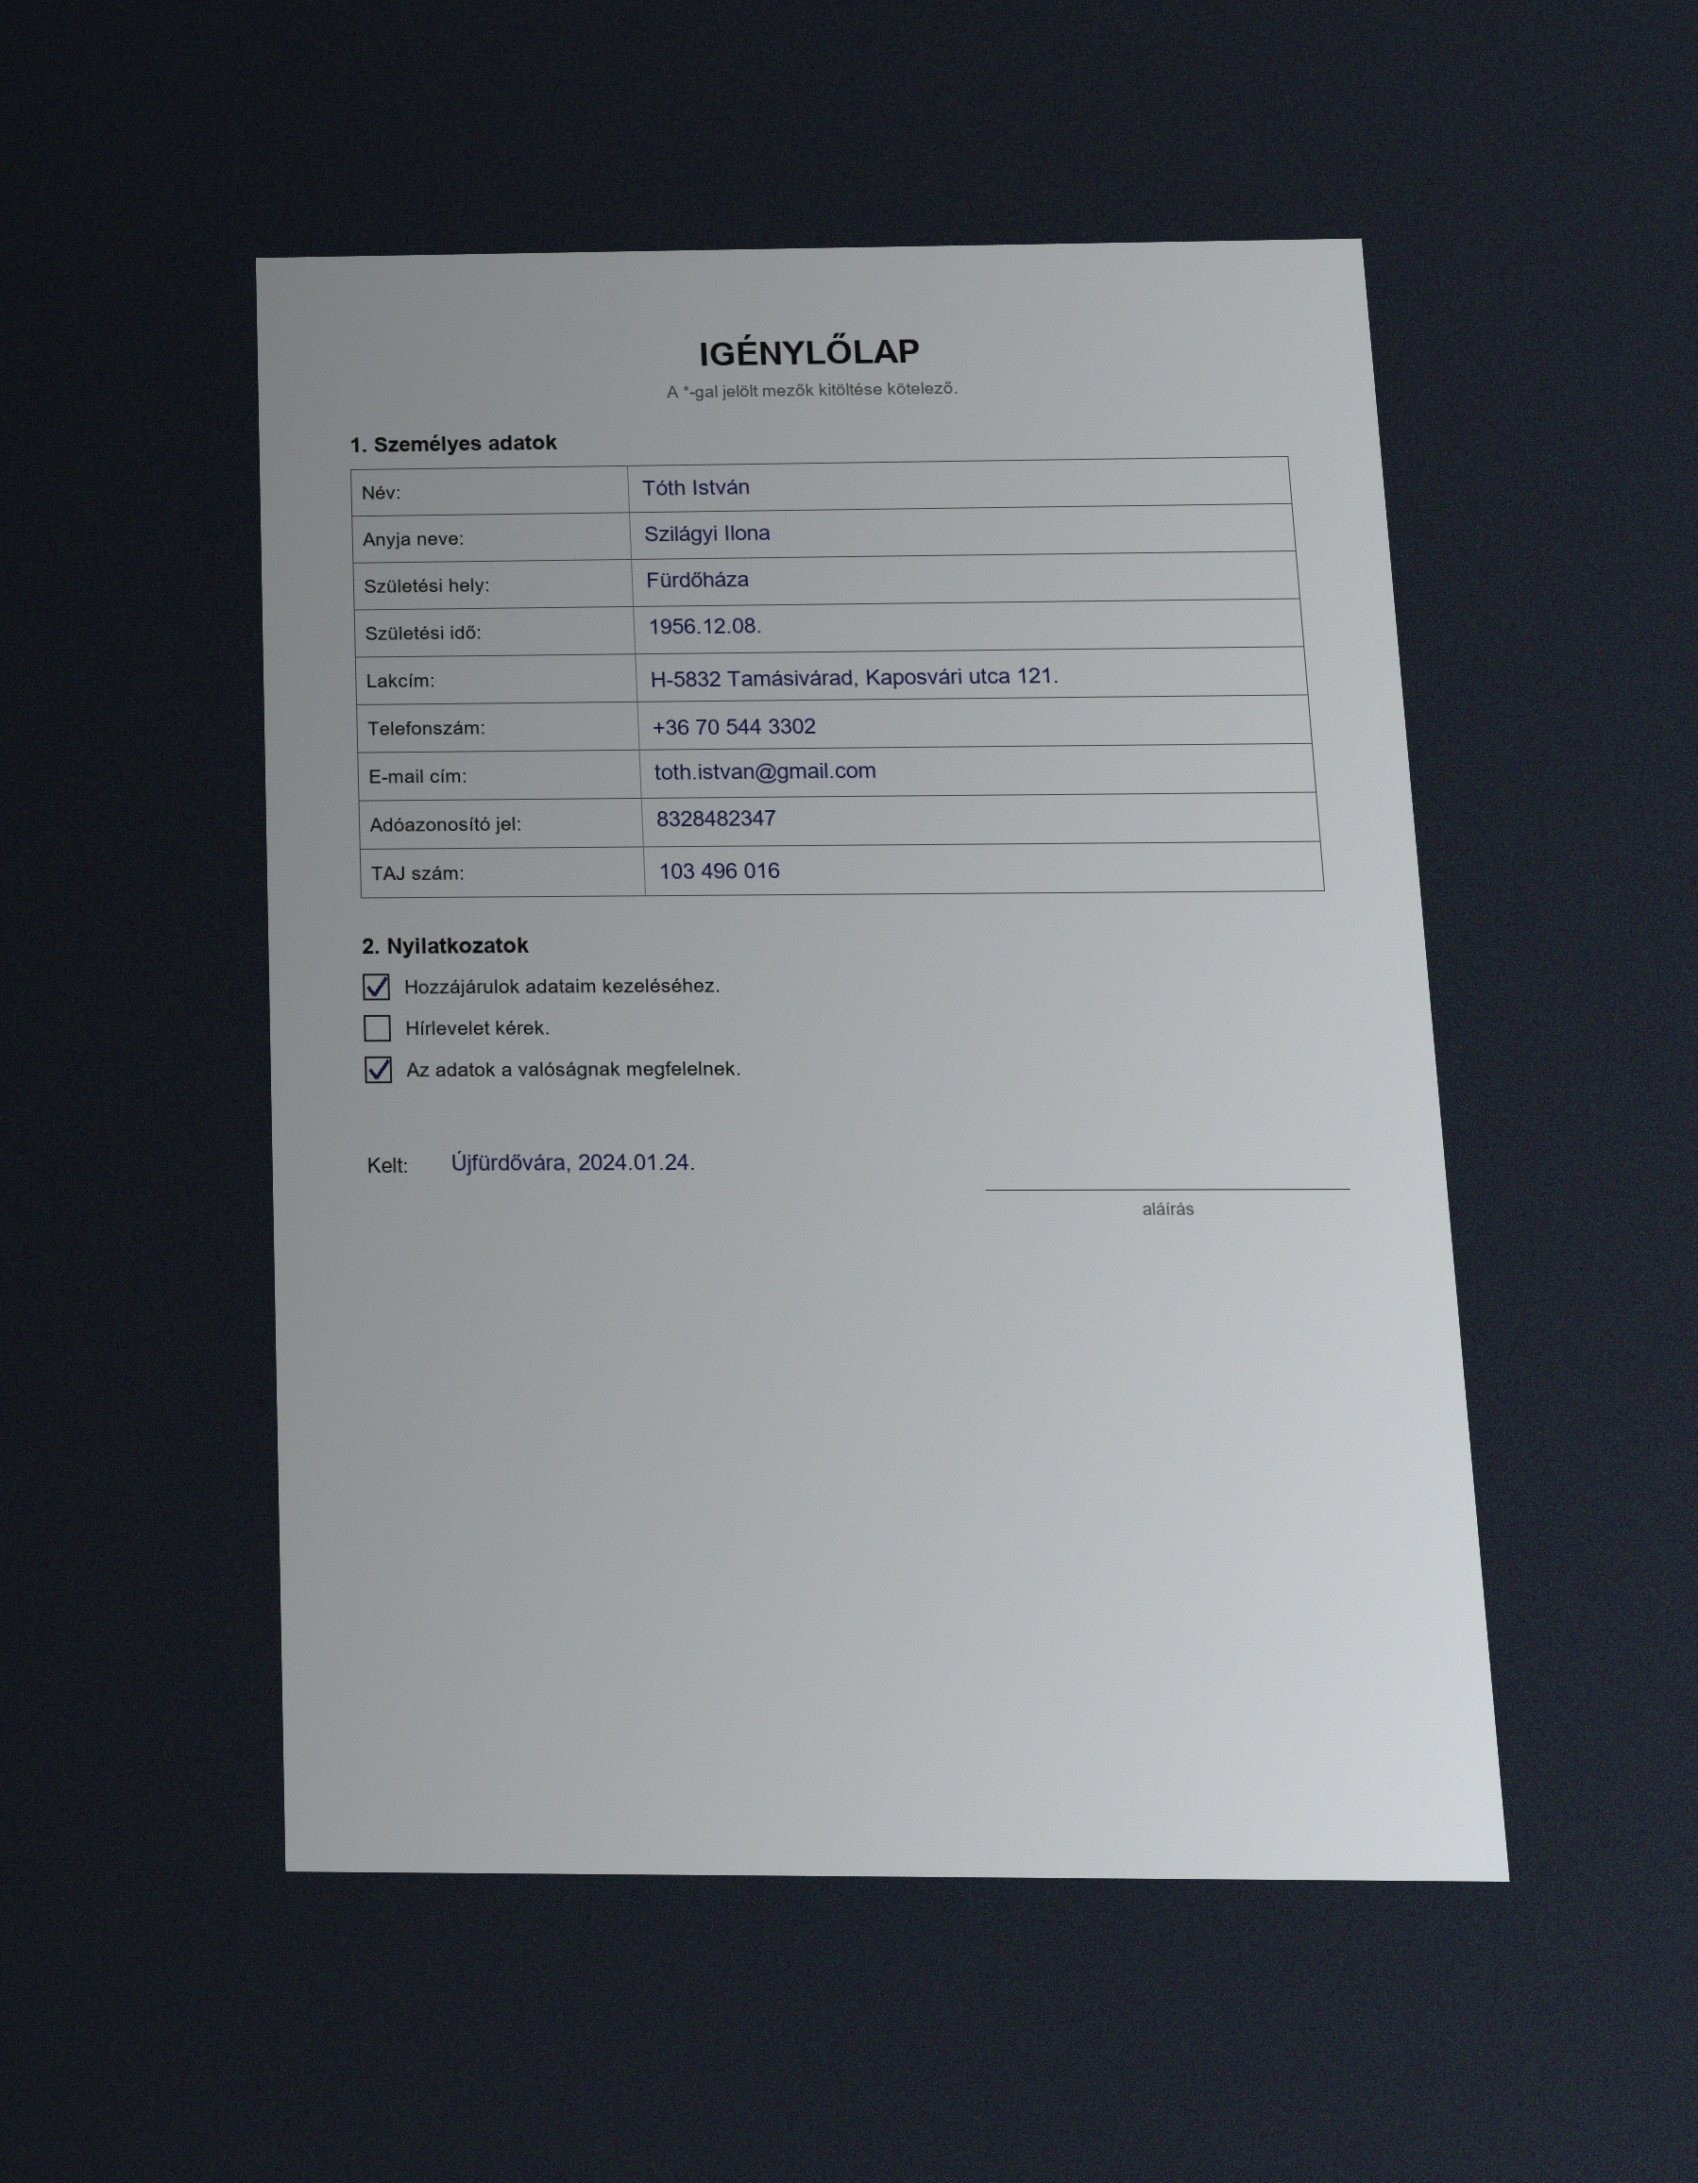 IGÉNYLŐLAP
A *-gal jelölt mezők kitöltése kötelező.
1. Személyes adatok
Név: Tóth István
Anyja neve: Szilágyi Ilona
Születési hely: Fürdőháza
Születési idő: 1956.12.08.
Lakcím: H-5832 Tamásivárad, Kaposvári utca 121.
Telefonszám: +36 70 544 3302
E-mail cím: toth.istvan@gmail.com
Adóazonosító jel: 8328482347
TAJ szám: 103 496 016
2. Nyilatkozatok
Hozzájárulok adataim kezeléséhez.
Hírlevelet kérek.
Az adatok a valóságnak megfelelnek.
Kelt: Újfürdővára, 2024.01.24.
aláírás